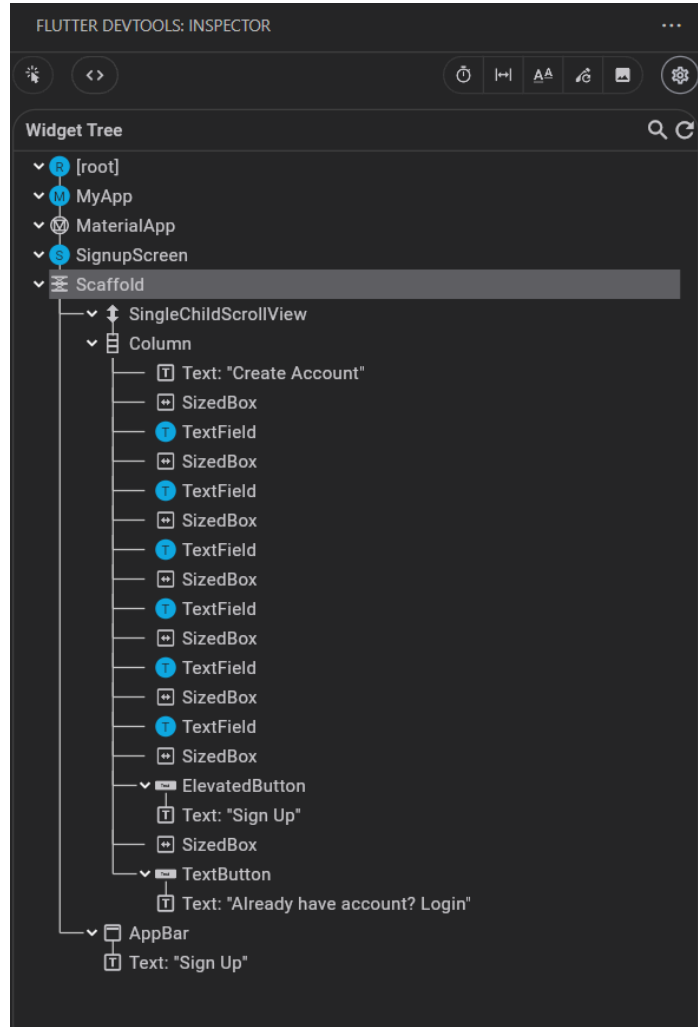 FLUTTER DEVTOOLS: INSPECTOR
Widget Tree
[root]
MyApp
MaterialApp
SignupScreen
Scaffold
SingleChildScrollView
Column
Text: "Create Account"
SizedBox
TextField
SizedBox
TextField
SizedBox
TextField
SizedBox
TextField
SizedBox
TextField
SizedBox
TextField
SizedBox
ElevatedButton
Text: "Sign Up"
SizedBox
TextButton
Text: "Already have account? Login"
AppBar
Text: "Sign Up"